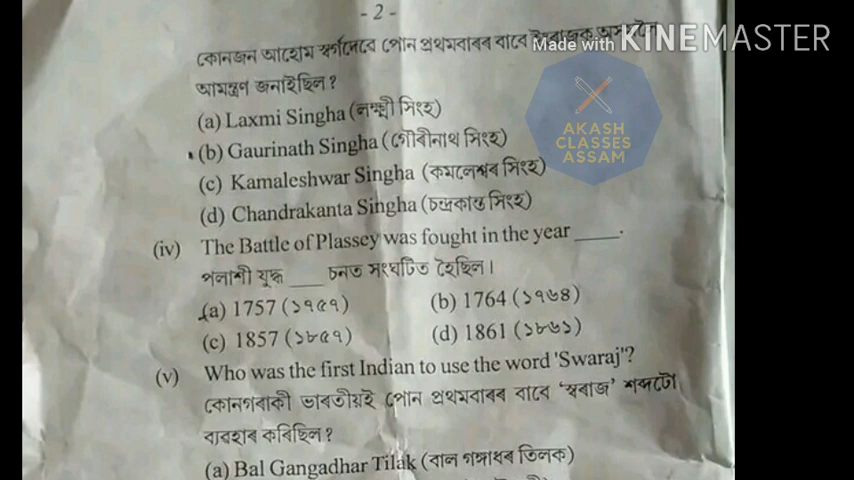 - 2 -
কোনজন আহোম স্বৰ্গদেৱে পোন প্ৰথমবাৰৰ বাবে
Made with KINEMASTER
আমন্ত্ৰণ জনাইছিল ?
(a) Laxmi Singha (লক্ষ্মী সিংহ)
(b) Gaurinath Singha (গৌৰীনাথ সিংহ)
AKASH
CLASSES
ASSAM
(c) Kamaleshwar Singha (কমলেশ্বৰ সিংহ)
(d) Chandrakanta Singha (চন্দ্ৰকান্ত সিংহ)
(iv) The Battle of Plassey was fought in the year ____.
পলাশী যুদ্ধ ____ চনত সংঘটিত হৈছিল।
(a) 1757 (১৭৫৭) (b) 1764 (১৭৬৪)
(c) 1857 (১৮৫৭) (d) 1861 (১৮৬১)
(v) Who was the first Indian to use the word 'Swaraj'?
কোনগৰাকী ভাৰতীয়ই পোন প্ৰথমবাৰৰ বাবে ‘স্বৰাজ’ শব্দটো
ব্যৱহাৰ কৰিছিল ?
(a) Bal Gangadhar Tilak (বাল গঙ্গাধৰ তিলক)